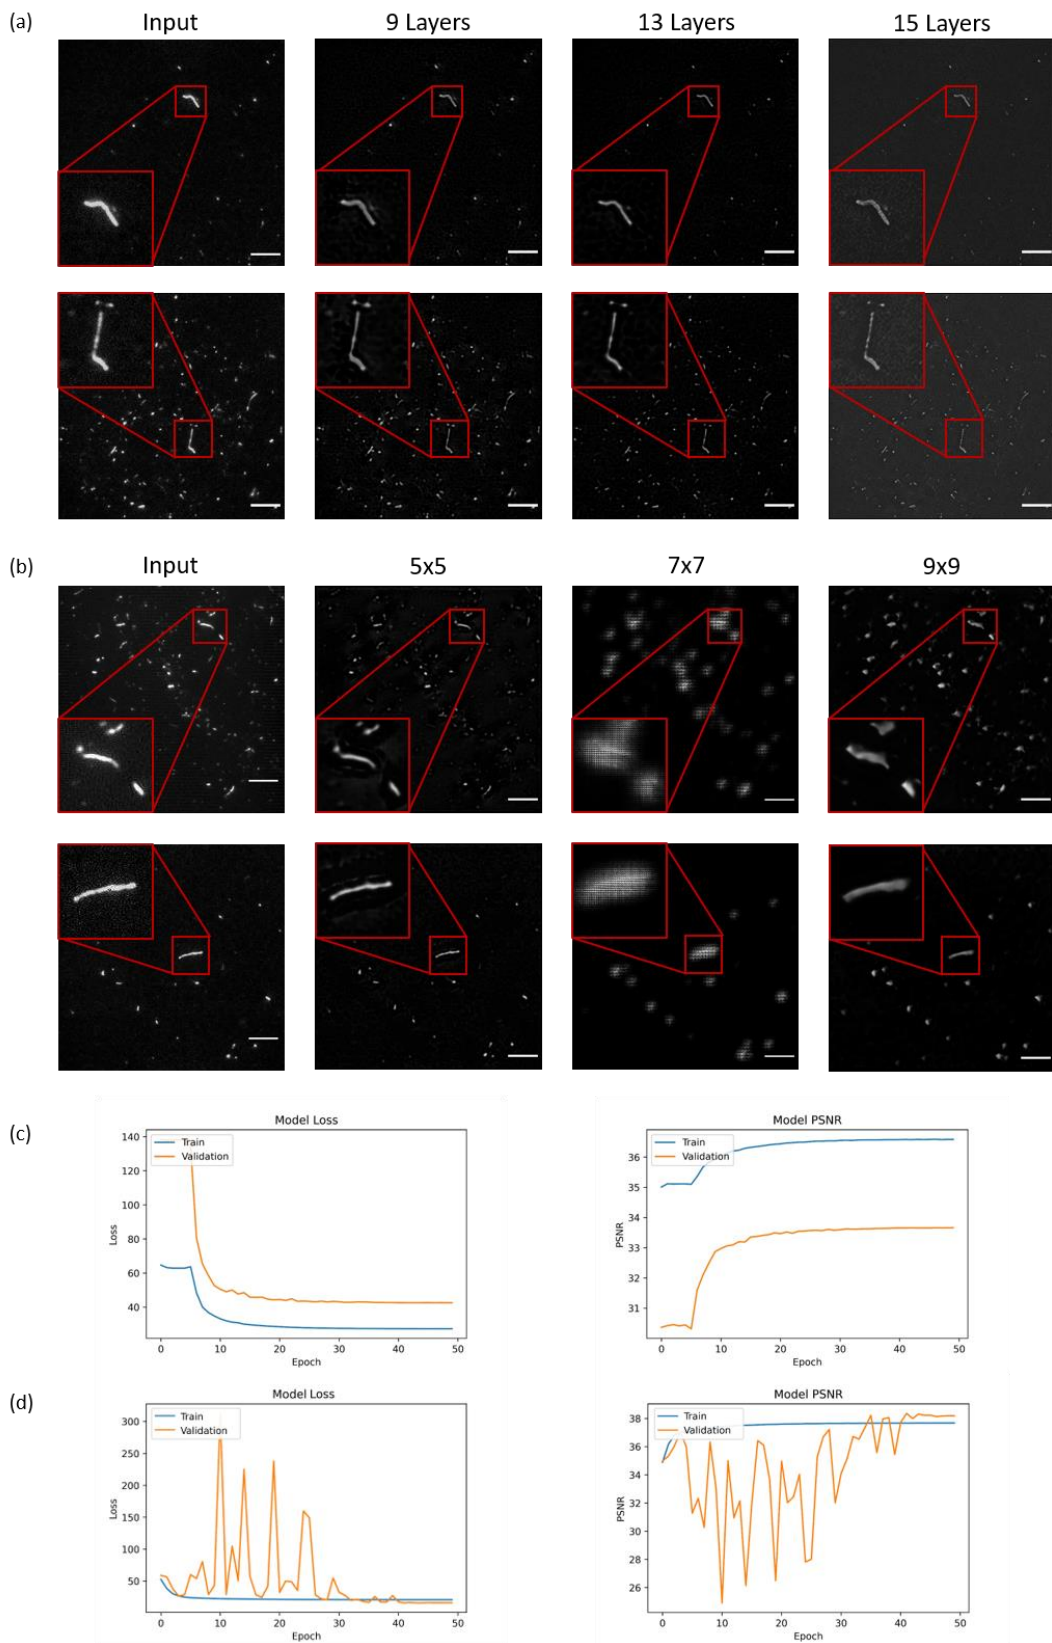 (a) Input 9 Layers 13 Layers 15 Layers
(b) Input 5x5 7x7 9x9
(c)
Model Loss
Train
Validation
140
120
100
80
60
40
Loss
0 10 20 30 40 50
Epoch
Model PSNR
Train
Validation
36
35
34
33
32
31
PSNR
0 10 20 30 40 50
Epoch
(d)
Model Loss
Train
Validation
300
250
200
150
100
50
Loss
0 10 20 30 40 50
Epoch
Model PSNR
Train
Validation
38
36
34
32
30
28
26
PSNR
0 10 20 30 40 50
Epoch